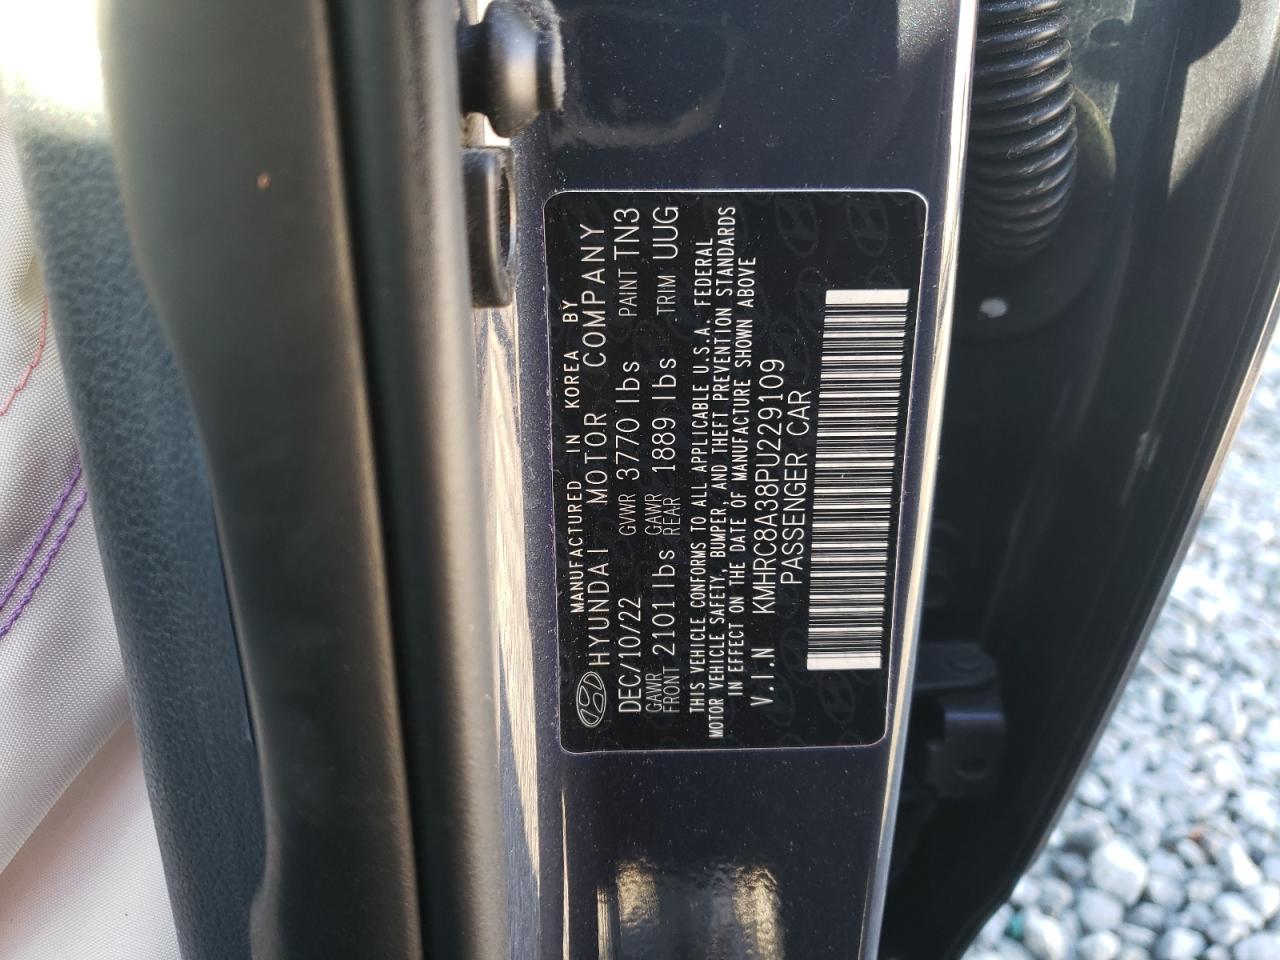 MANUFACTURED IN KOREA BY
HYUNDAI MOTOR COMPANY
DEC/10/22 GVWR 3770 lbs PAINT TN3
GAWR FRONT 2101 lbs GAWR REAR 1889 lbs TRIM UUG
THIS VEHICLE CONFORMS TO ALL APPLICABLE U.S.A. FEDERAL
MOTOR VEHICLE SAFETY, BUMPER, AND THEFT PREVENTION STANDARDS
IN EFFECT ON THE DATE OF MANUFACTURE SHOWN ABOVE
V.I.N KMHRC8A38PU229109
PASSENGER CAR